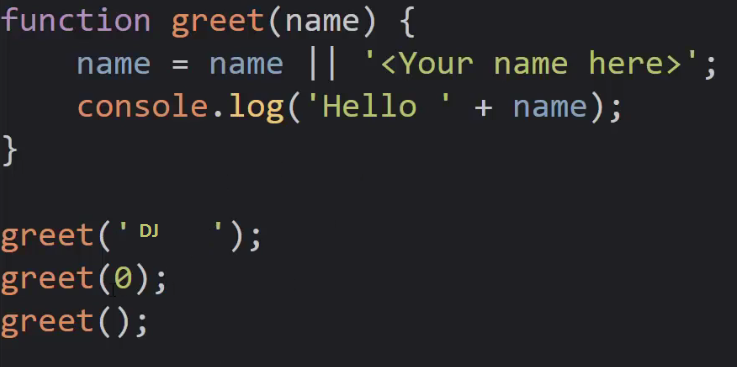 function greet(name) {
    name = name || '<Your name here>';
    console.log('Hello ' + name);
}
greet(' DJ   ');
greet(0);
greet();